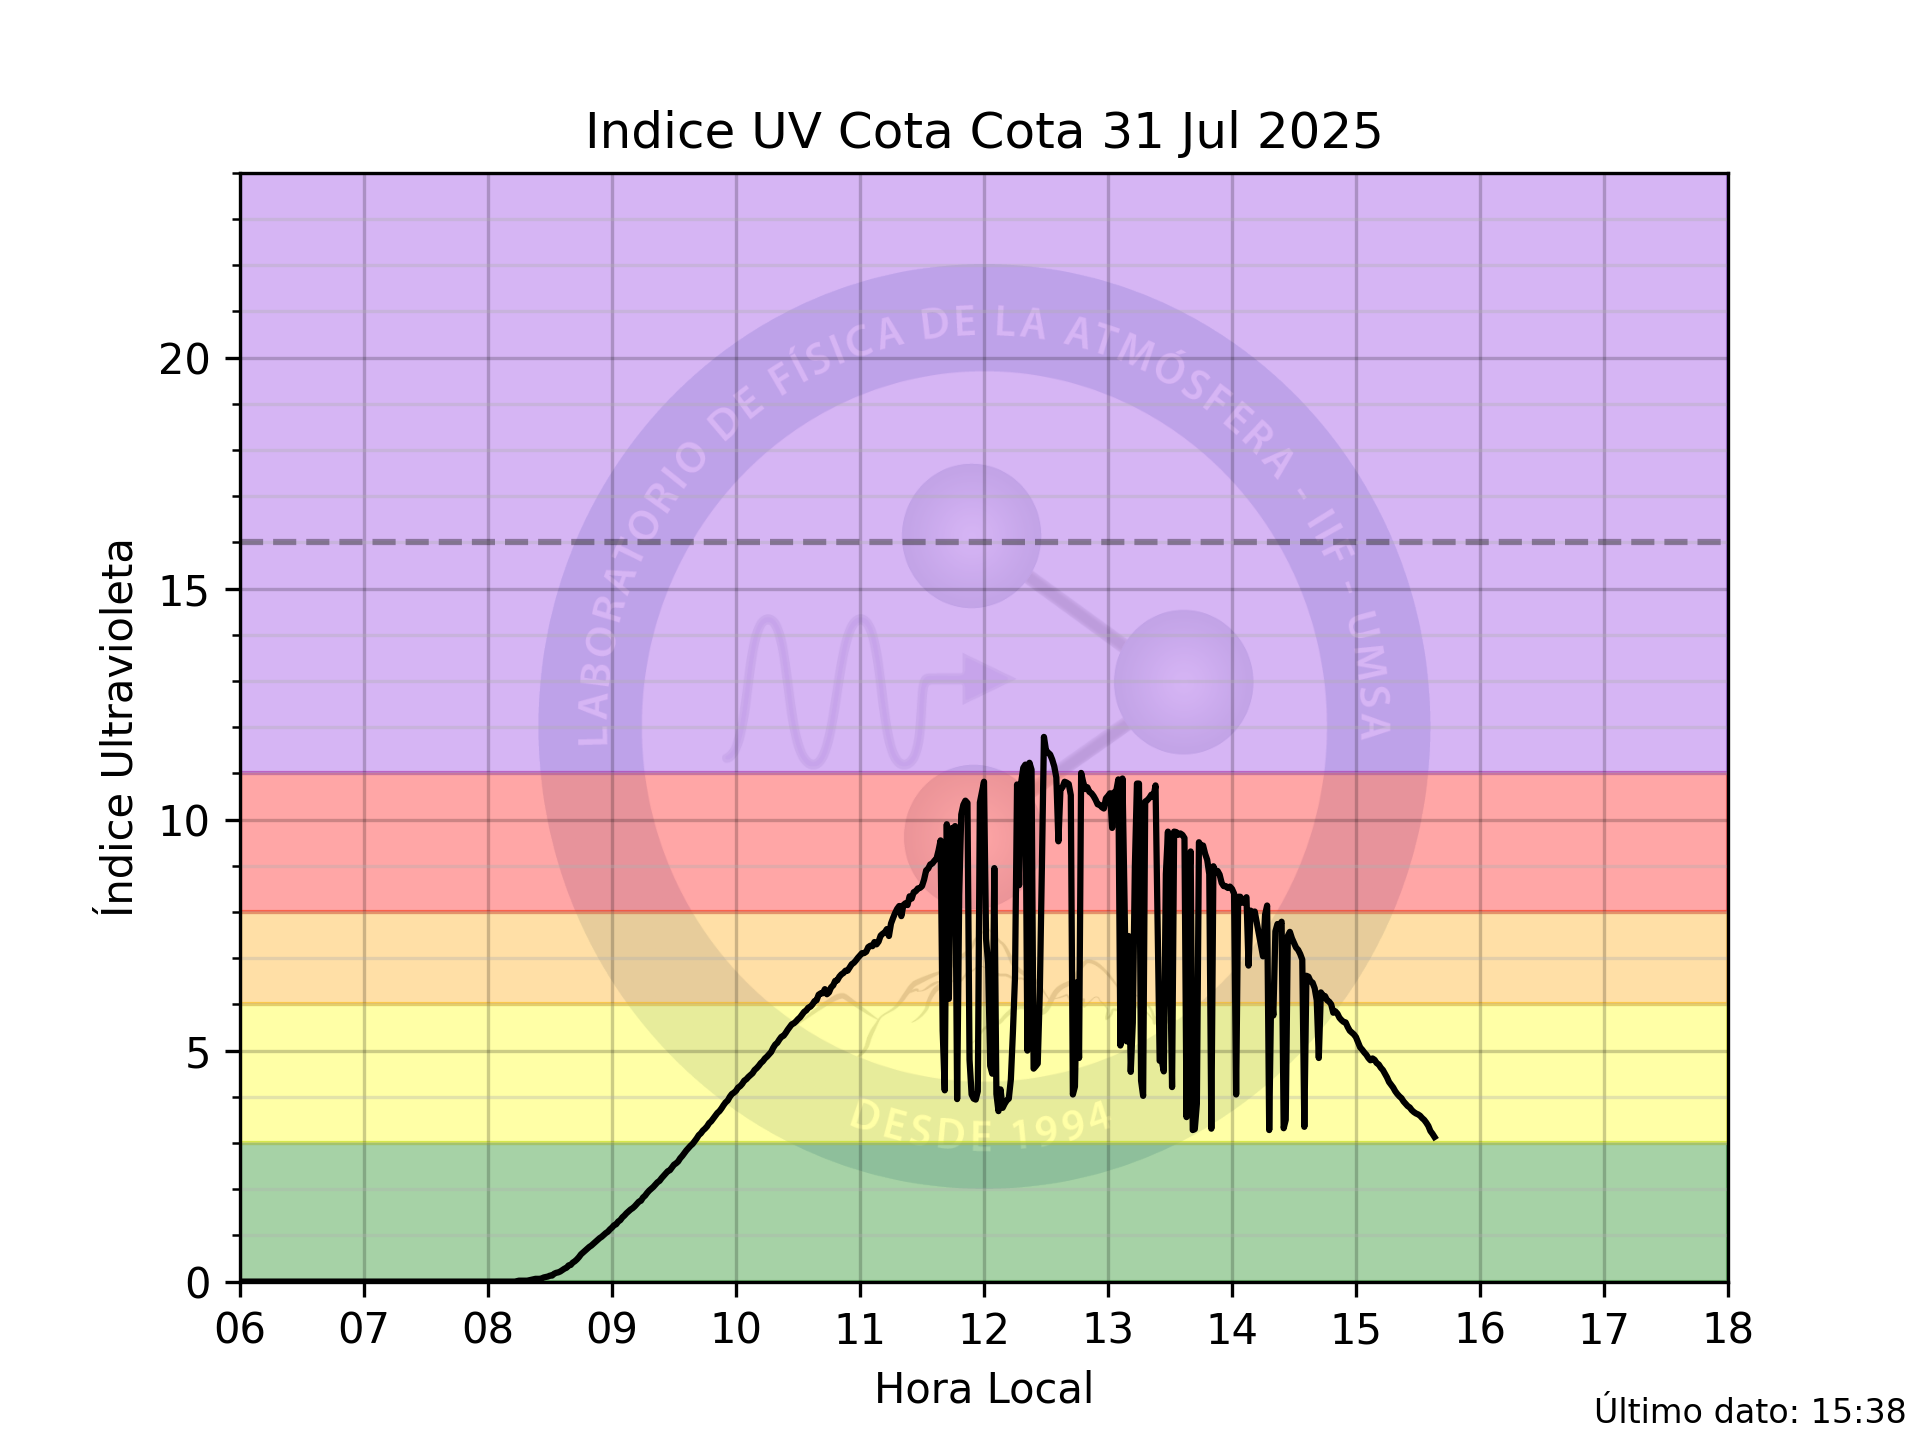 Indice UV Cota Cota 31 Jul 2025
Índice Ultravioleta
20
15
10
5
0
LABORATORIO DE FÍSICA DE LA ATMÓSFERA - IIF - UMSA
DESDE 1994
06 07 08 09 10 11 12 13 14 15 16 17 18
Hora Local
Último dato: 15:38